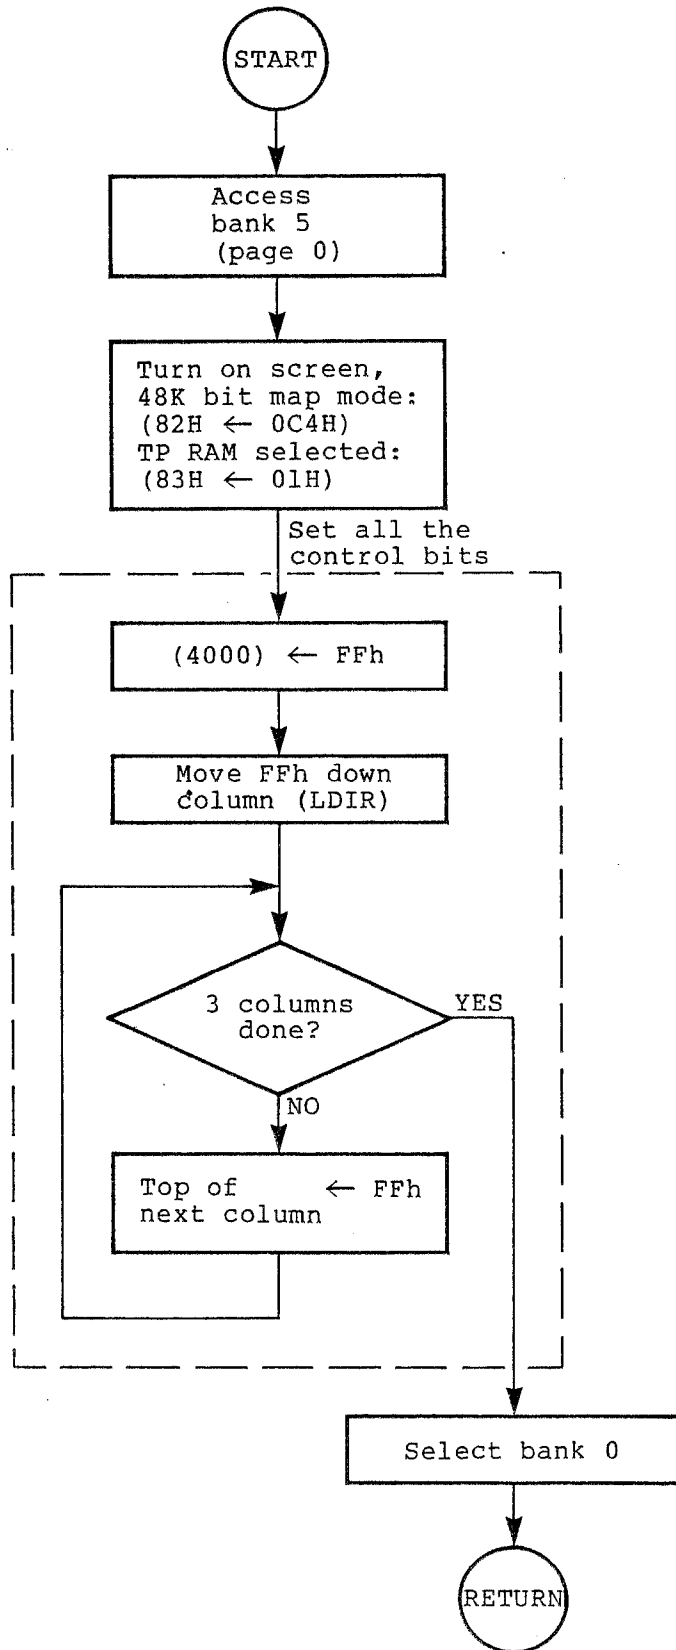 START
Access
bank 5
(page 0)
Turn on screen,
48K bit map mode:
(82H ← 0C4H)
TP RAM selected:
(83H ← 01H)
Set all the
control bits
(4000) ← FFh
Move FFh down
column (LDIR)
3 columns
done?
YES
NO
Top of ← FFh
next column
Select bank 0
RETURN